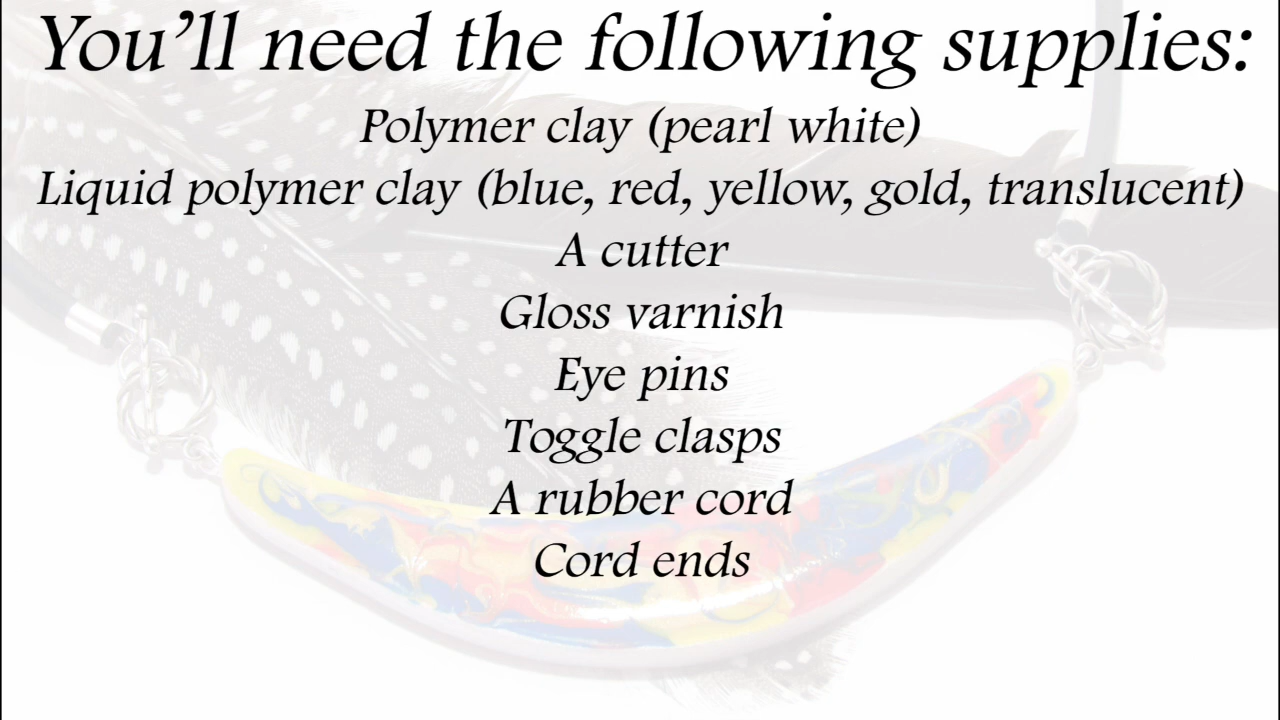 You’ll need the following supplies:
Polymer clay (pearl white)
Liquid polymer clay (blue, red, yellow, gold, translucent)
A cutter
Gloss varnish
Eye pins
Toggle clasps
A rubber cord
Cord ends